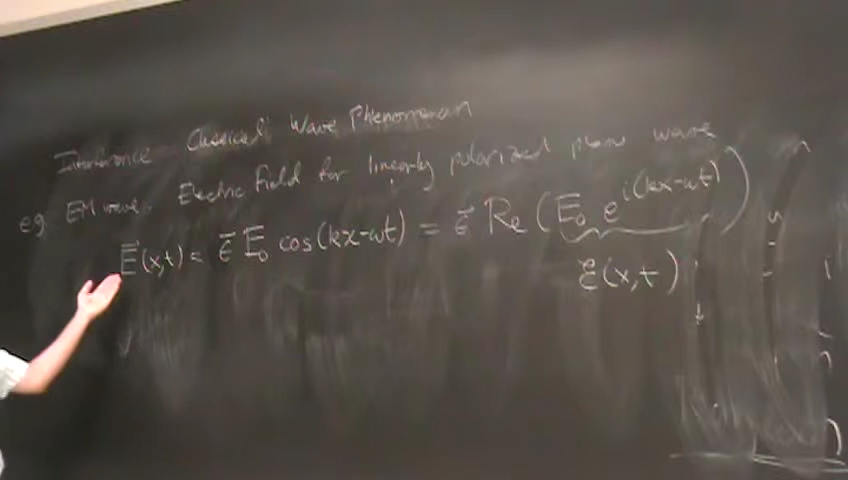 Interference Classical Wave Phenomenon
eg. EM wave. Electric Field for linearly polarized plane wave
E⃗(x,t) = ε⃗ E₀ cos(kx-ωt) = ε⃗ Re (E₀ e^{i(kx-ωt)})
ℰ(x,t)